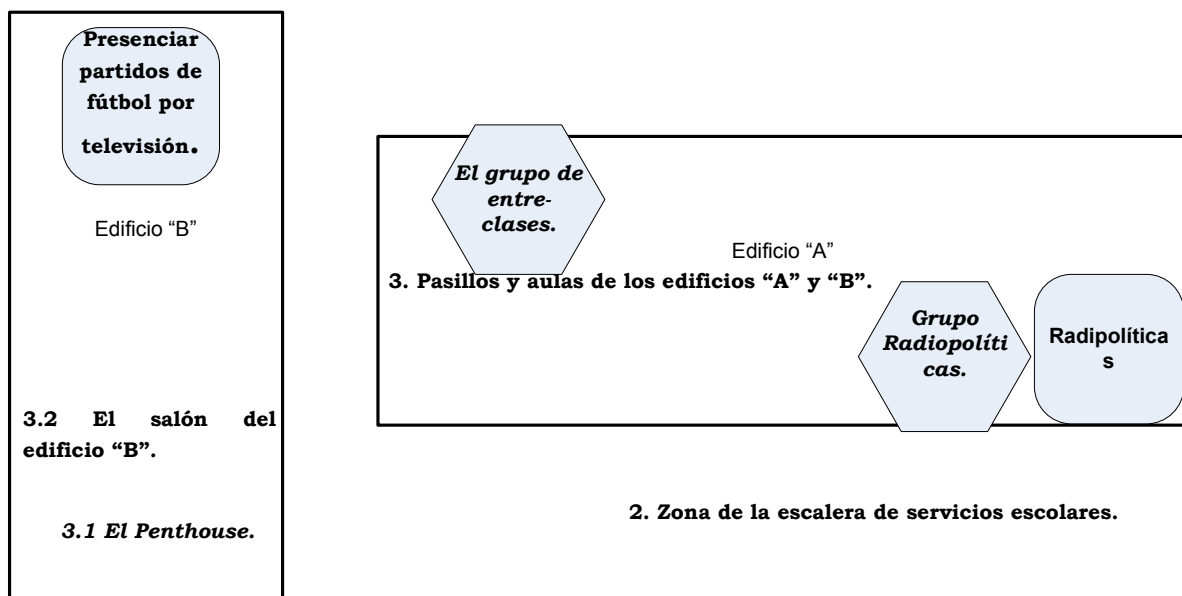 Presenciar
partidos de
fútbol por
televisión.
Edificio “B”
3.2 El salón del
edificio “B”.
3.1 El Penthouse.
El grupo de
entre-
clases.
Edificio “A”
3. Pasillos y aulas de los edificios “A” y “B”.
Grupo
Radiopolíti
cas.
Radipolítica
s
2. Zona de la escalera de servicios escolares.